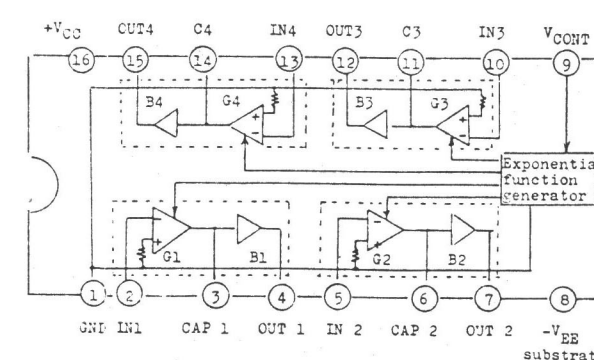 +VCC OUT4 C4 IN4 OUT3 C3 IN3 VCONT
16 15 14 13 12 11 10 9
B4 G4 B3 G3
+ +
− −
Exponentia
function
generator
− −
+ +
G1 B1 G2 B2
1 2 3 4 5 6 7 8
GND IN1 CAP 1 OUT 1 IN 2 CAP 2 OUT 2 −VEE
substrat